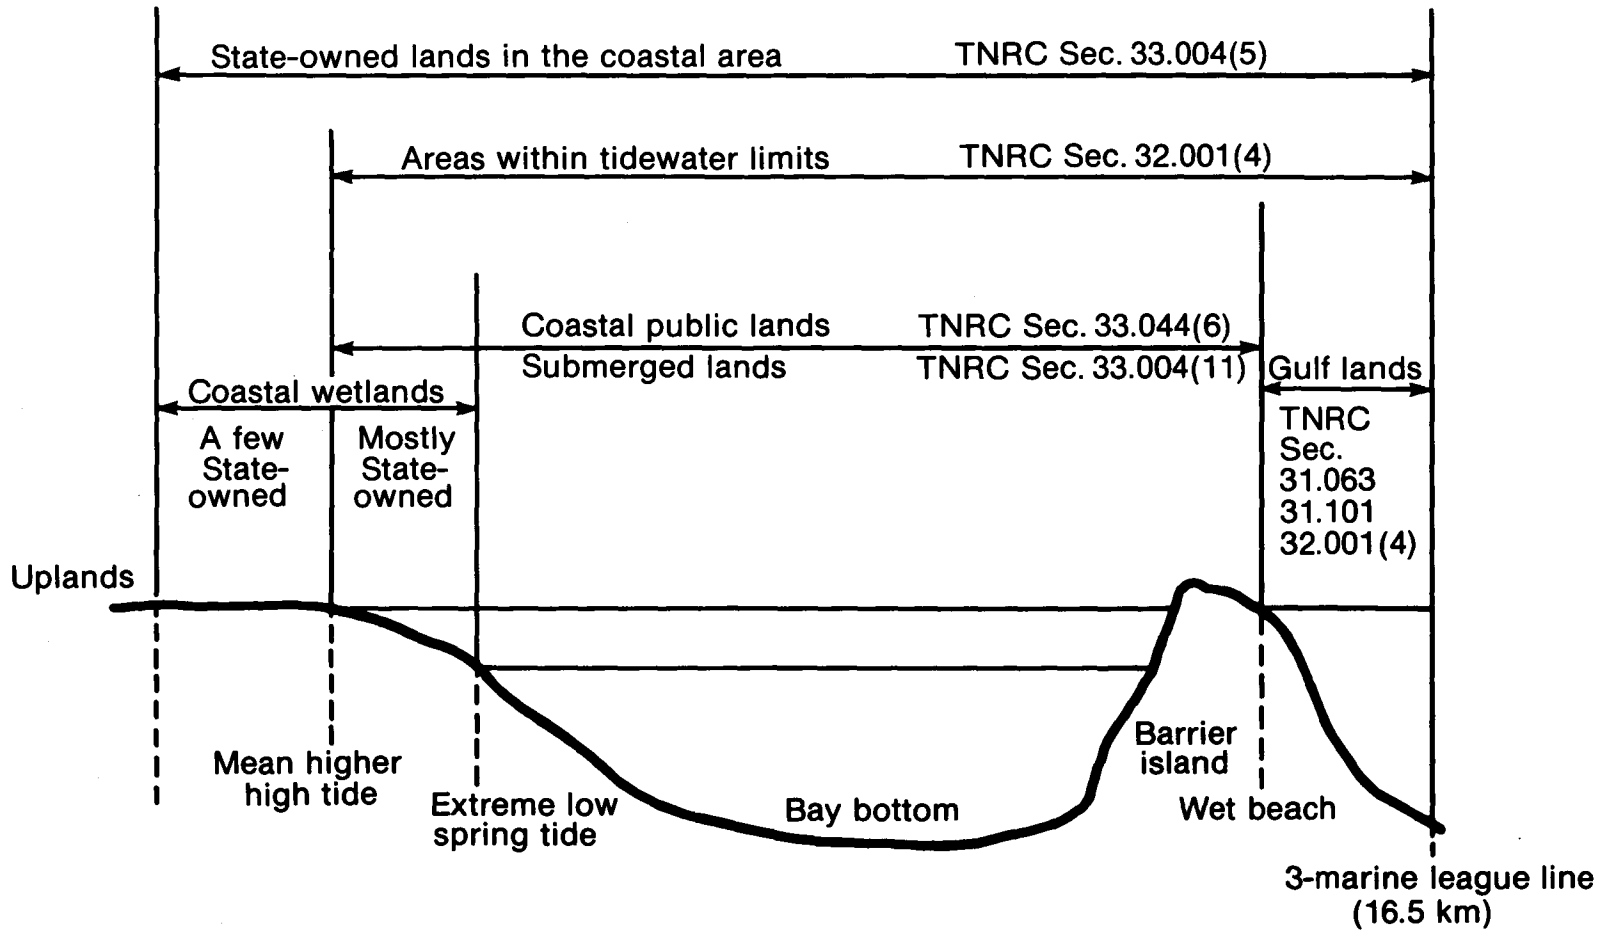 State-owned lands in the coastal area TNRC Sec. 33.004(5)
Areas within tidewater limits TNRC Sec. 32.001(4)
Coastal public lands TNRC Sec. 33.044(6)
Submerged lands TNRC Sec. 33.004(11)
Gulf lands
TNRC
Sec.
31.063
31.101
32.001(4)
Coastal wetlands
A few
State-
owned
Mostly
State-
owned
Uplands
Mean higher
high tide
Extreme low
spring tide
Bay bottom
Barrier
island
Wet beach
3-marine league line
(16.5 km)